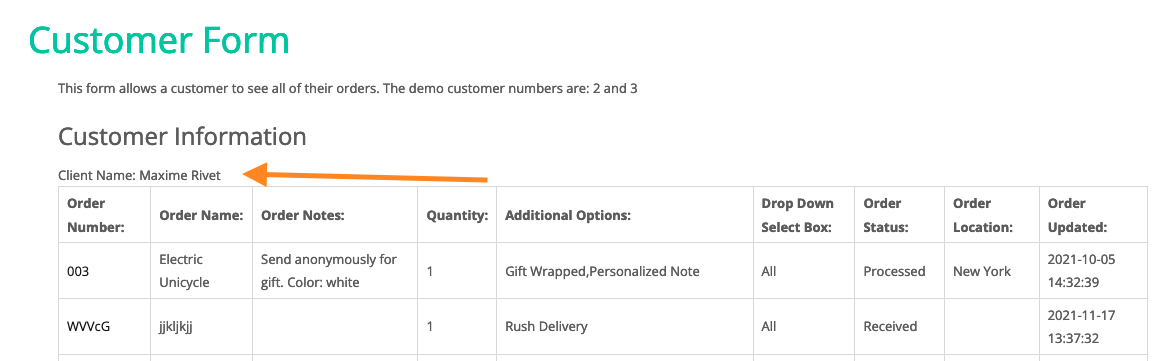 Customer Form
This form allows a customer to see all of their orders. The demo customer numbers are: 2 and 3
Customer Information
Client Name: Maxime Rivet
Order Number: Order Name: Order Notes: Quantity: Additional Options: Drop Down Select Box: Order Status: Order Location: Order Updated:
003 Electric Unicycle Send anonymously for gift. Color: white 1 Gift Wrapped,Personalized Note All Processed New York 2021-10-05 14:32:39
WVVcG jjkljkjj 1 Rush Delivery All Received 2021-11-17 13:37:32